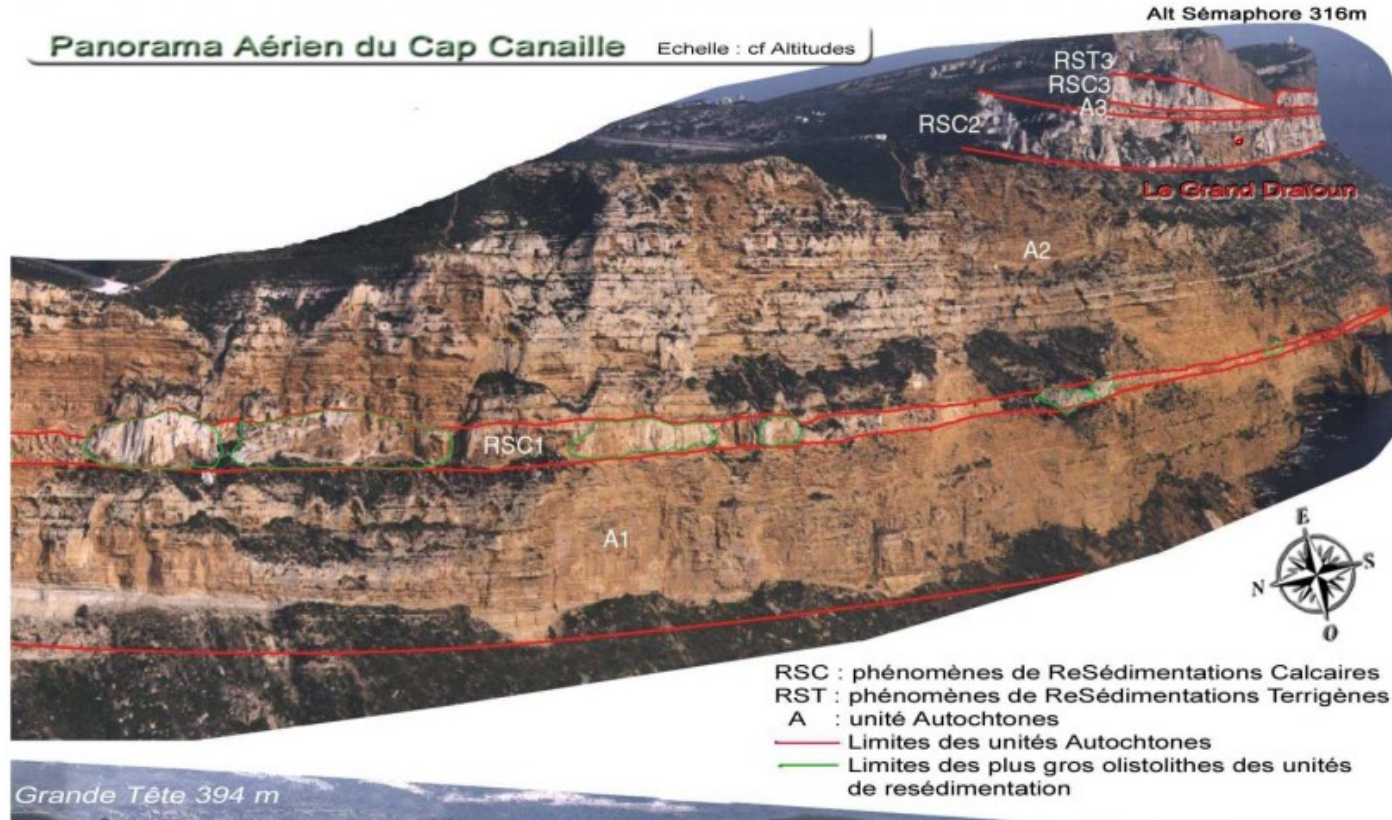 Alt Sémaphore 316m
Panorama Aérien du Cap Canaille
Echelle : cf Altitudes
RST3
RSC3
A3
RSC2
Le Grand Draïoun
A2
RSC1
A1
E
N
S
O
RSC : phénomènes de ReSédimentations Calcaires
RST : phénomènes de ReSédimentations Terrigènes
A : unité Autochtones
Limites des unités Autochtones
Limites des plus gros olistolithes des unités
de resédimentation
Grande Tête 394 m